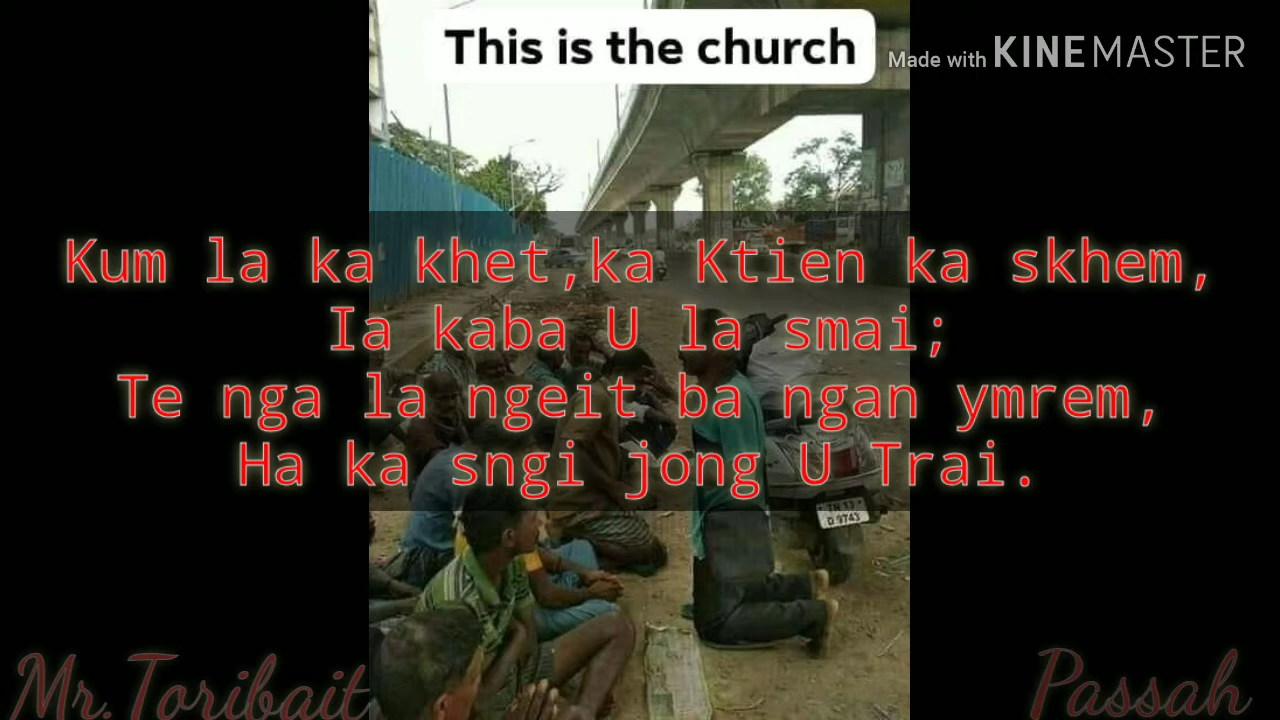 This is the church
Made with KINEMASTER
Kum la ka khet,ka Ktien ka skhem,
Ia kaba U la smai;
Te nga la ngeit ba ngan ymrem,
Ha ka sngi jong U Trai.
D 9743
Mr.Toribait
Passah